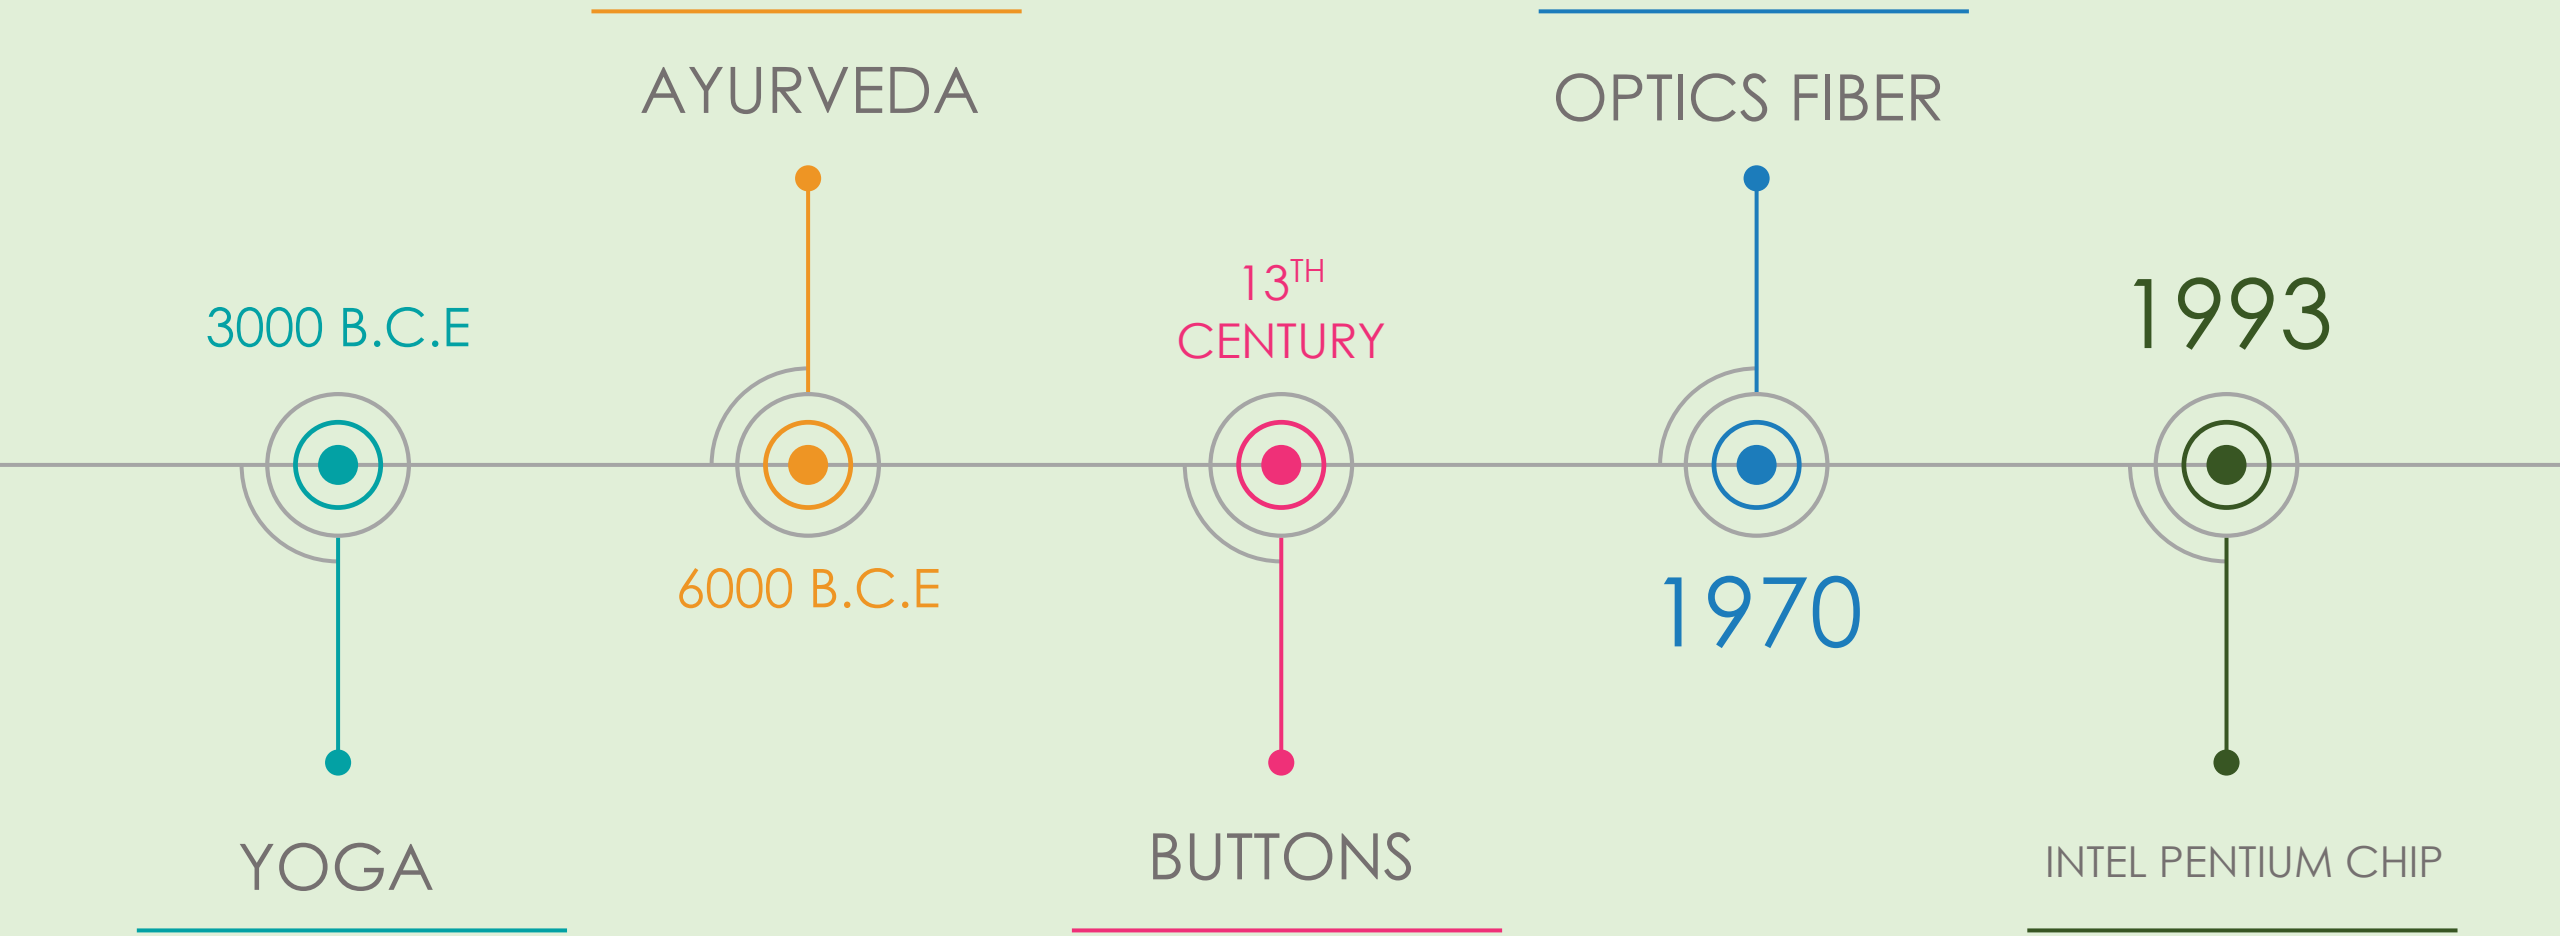 3000 B.C.E
YOGA
AYURVEDA
6000 B.C.E
13TH
CENTURY
BUTTONS
OPTICS FIBER
1970
1993
INTEL PENTIUM CHIP